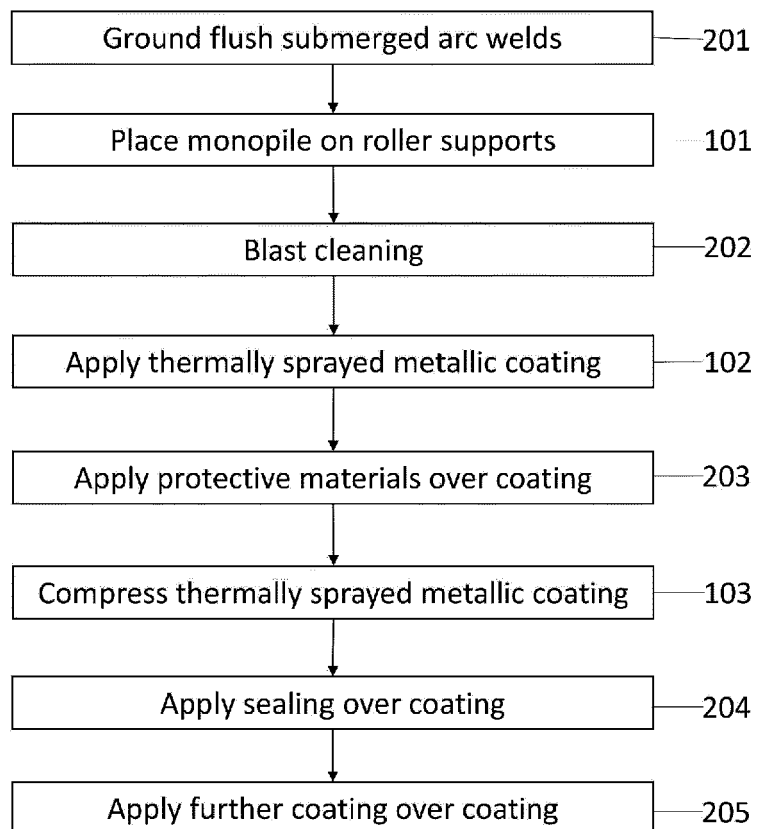 Ground flush submerged arc welds 201
Place monopile on roller supports 101
Blast cleaning 202
Apply thermally sprayed metallic coating 102
Apply protective materials over coating 203
Compress thermally sprayed metallic coating 103
Apply sealing over coating 204
Apply further coating over coating 205